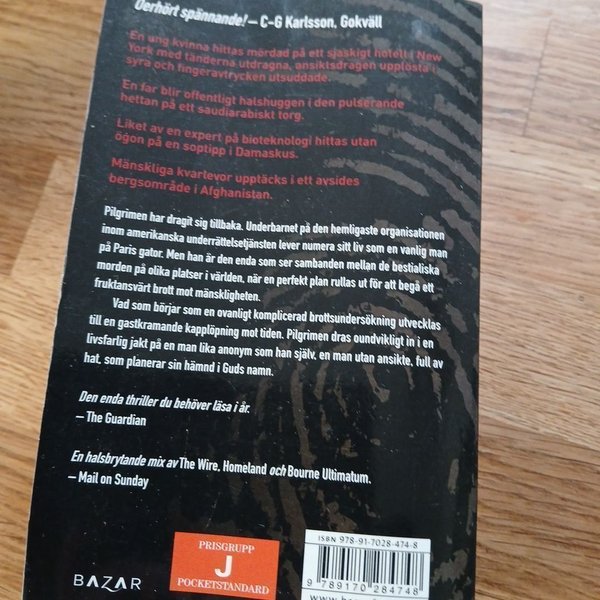 Oerhört spännande! – C-G Karlsson, Gokväll
En ung kvinna hittas mördad på ett sjaskigt hotell i New
York med tänderna utdragna, ansiktsdragen upplösta i
syra och fingeravtrycken utsuddade.
En far blir offentligt halshuggen i den pulserande
hettan på ett saudiarabiskt torg.
Liket av en expert på bioteknologi hittas utan
ögon på en soptipp i Damaskus.
Mänskliga kvarlevor upptäcks i ett avsides
bergsområde i Afghanistan.
Pilgrimen har dragit sig tillbaka. Underbarnet på den hemligaste organisationen
inom amerikanska underrättelsetjänsten lever numera sitt liv som en vanlig man
på Paris gator. Men han är den enda som ser sambanden mellan de bestialiska
morden på olika platser i världen, när en perfekt plan rullas ut för att begå ett
fruktansvärt brott mot mänskligheten.
Vad som börjar som en ovanligt komplicerad brottsundersökning utvecklas
till en gastkramande kapplöpning mot tiden. Pilgrimen dras oundvikligt in i en
livsfarlig jakt på en man lika anonym som han själv, en man utan ansikte, full av
hat, som planerar sin hämnd i Guds namn.
Den enda thriller du behöver läsa i år.
– The Guardian
En halsbrytande mix av The Wire, Homeland och Bourne Ultimatum.
– Mail on Sunday
BAZAR
PRISGRUPP
J
POCKETSTANDARD
ISBN 978-91-7028-474-8
9 789170 284748